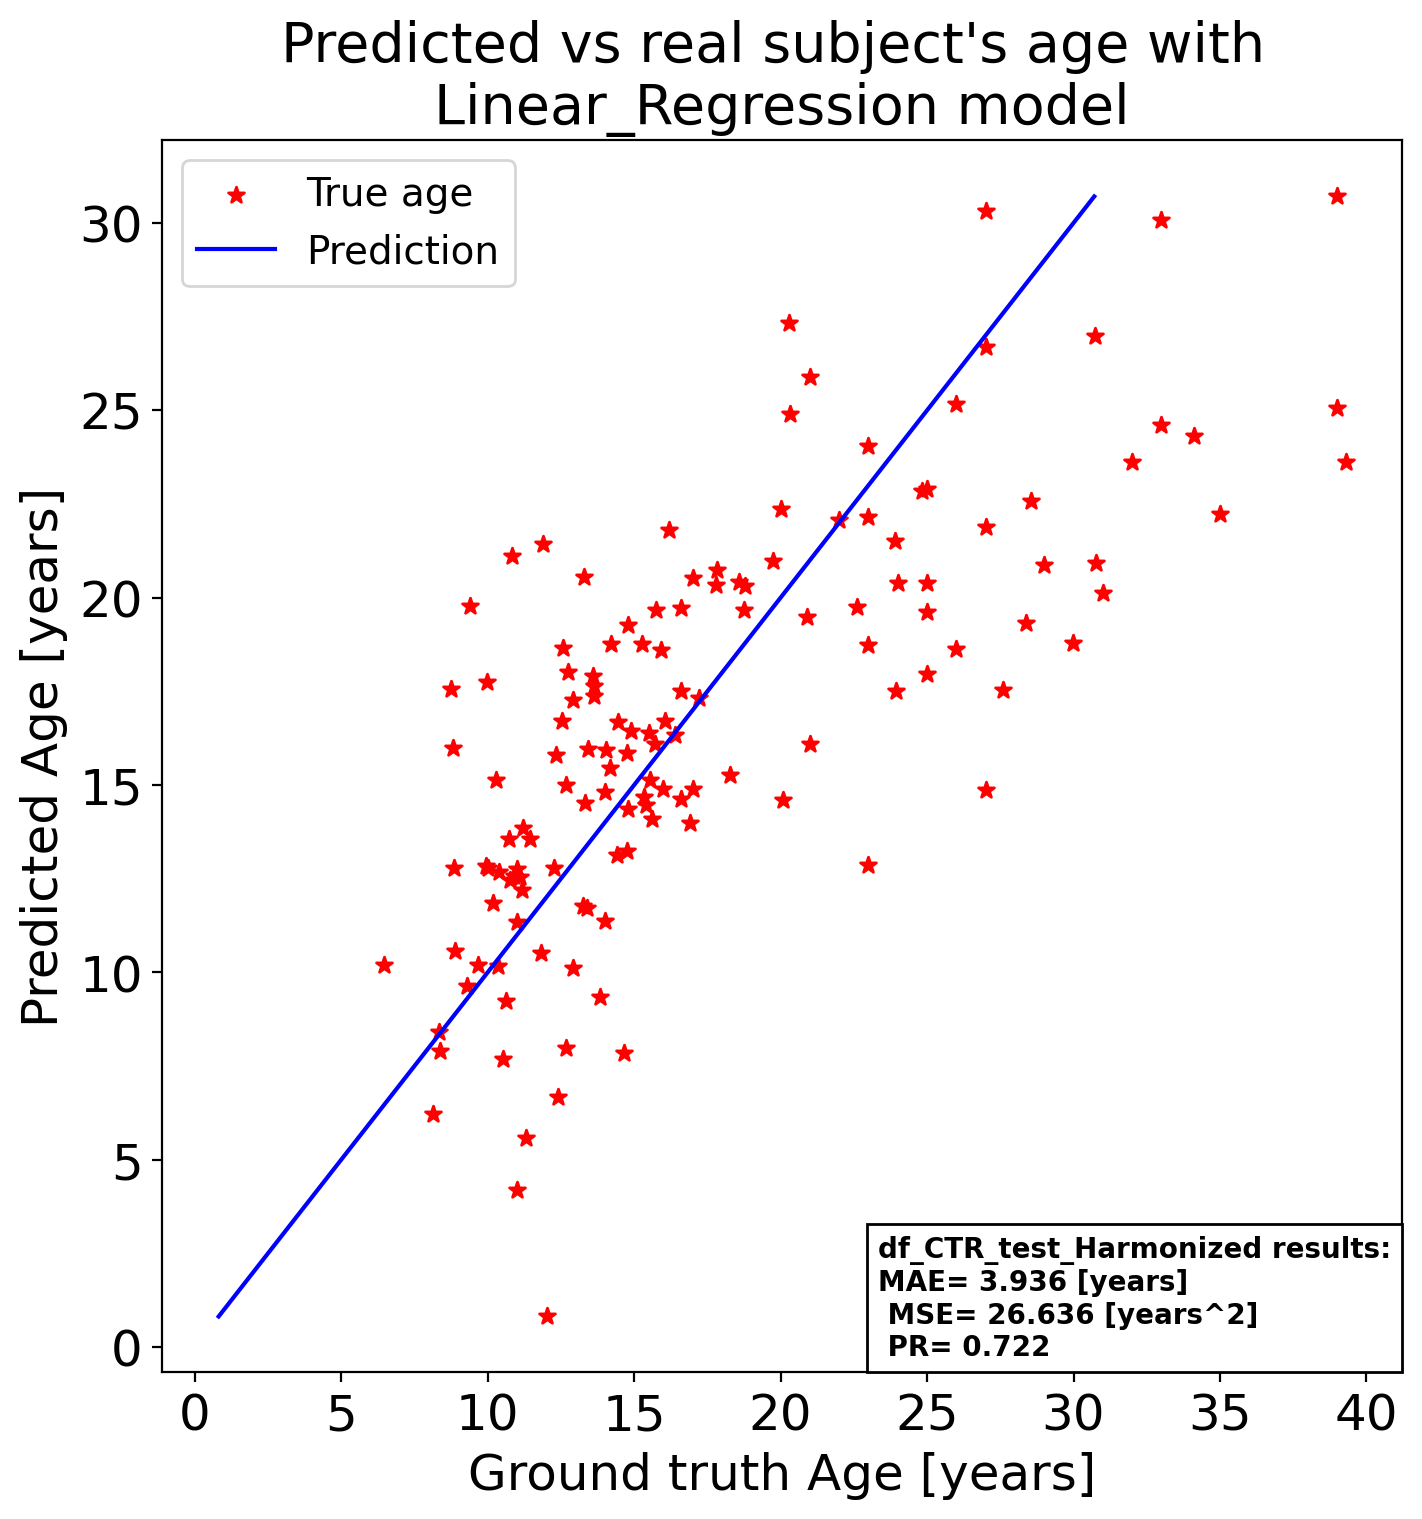 Predicted vs real subject's age with
Linear_Regression model
True age
Prediction
Predicted Age [years]
30
25
20
15
10
5
0
df_CTR_test_Harmonized results:
MAE= 3.936 [years]
MSE= 26.636 [years^2]
PR= 0.722
0 5 10 15 20 25 30 35 40
Ground truth Age [years]